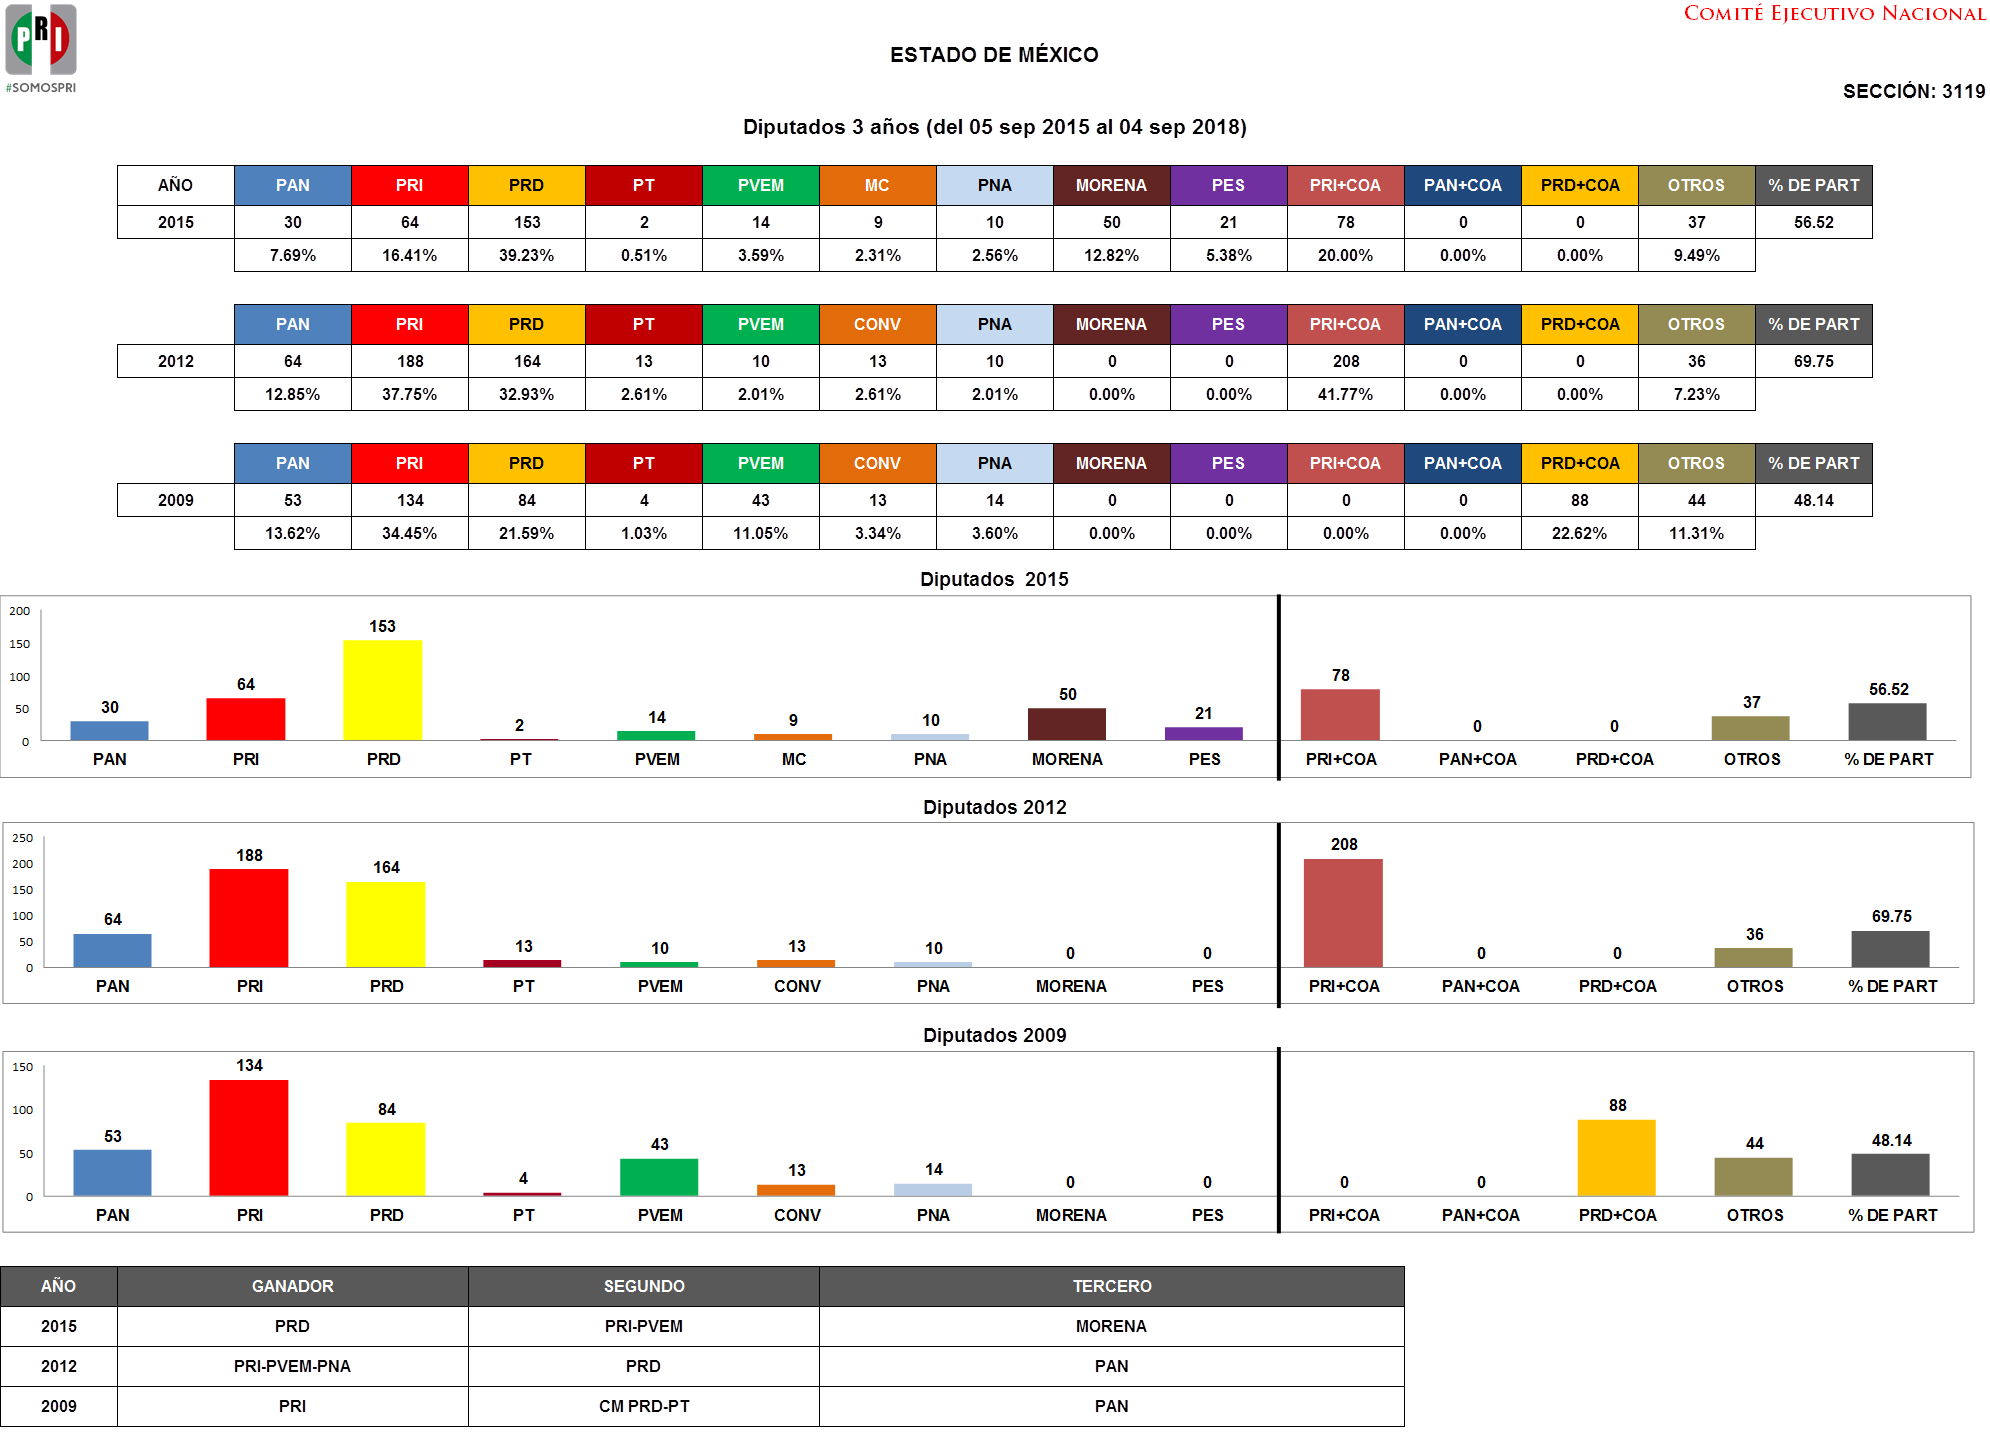 PRI
#SOMOSPRI
COMITÉ EJECUTIVO NACIONAL
ESTADO DE MÉXICO
SECCIÓN: 3119
Diputados 3 años (del 05 sep 2015 al 04 sep 2018)
AÑO PAN PRI PRD PT PVEM MC PNA MORENA PES PRI+COA PAN+COA PRD+COA OTROS % DE PART
2015 30 64 153 2 14 9 10 50 21 78 0 0 37 56.52
7.69% 16.41% 39.23% 0.51% 3.59% 2.31% 2.56% 12.82% 5.38% 20.00% 0.00% 0.00% 9.49%
PAN PRI PRD PT PVEM CONV PNA MORENA PES PRI+COA PAN+COA PRD+COA OTROS % DE PART
2012 64 188 164 13 10 13 10 0 0 208 0 0 36 69.75
12.85% 37.75% 32.93% 2.61% 2.01% 2.61% 2.01% 0.00% 0.00% 41.77% 0.00% 0.00% 7.23%
PAN PRI PRD PT PVEM CONV PNA MORENA PES PRI+COA PAN+COA PRD+COA OTROS % DE PART
2009 53 134 84 4 43 13 14 0 0 0 0 88 44 48.14
13.62% 34.45% 21.59% 1.03% 11.05% 3.34% 3.60% 0.00% 0.00% 0.00% 0.00% 22.62% 11.31%
Diputados 2015
200
150
100
50
0
30 64 153 2 14 9 10 50 21 78 0 0 37 56.52
PAN PRI PRD PT PVEM MC PNA MORENA PES PRI+COA PAN+COA PRD+COA OTROS % DE PART
Diputados 2012
250
200
150
100
50
0
64 188 164 13 10 13 10 0 0 208 0 0 36 69.75
PAN PRI PRD PT PVEM CONV PNA MORENA PES PRI+COA PAN+COA PRD+COA OTROS % DE PART
Diputados 2009
150
100
50
0
53 134 84 4 43 13 14 0 0 0 0 88 44 48.14
PAN PRI PRD PT PVEM CONV PNA MORENA PES PRI+COA PAN+COA PRD+COA OTROS % DE PART
AÑO GANADOR SEGUNDO TERCERO
2015 PRD PRI-PVEM MORENA
2012 PRI-PVEM-PNA PRD PAN
2009 PRI CM PRD-PT PAN